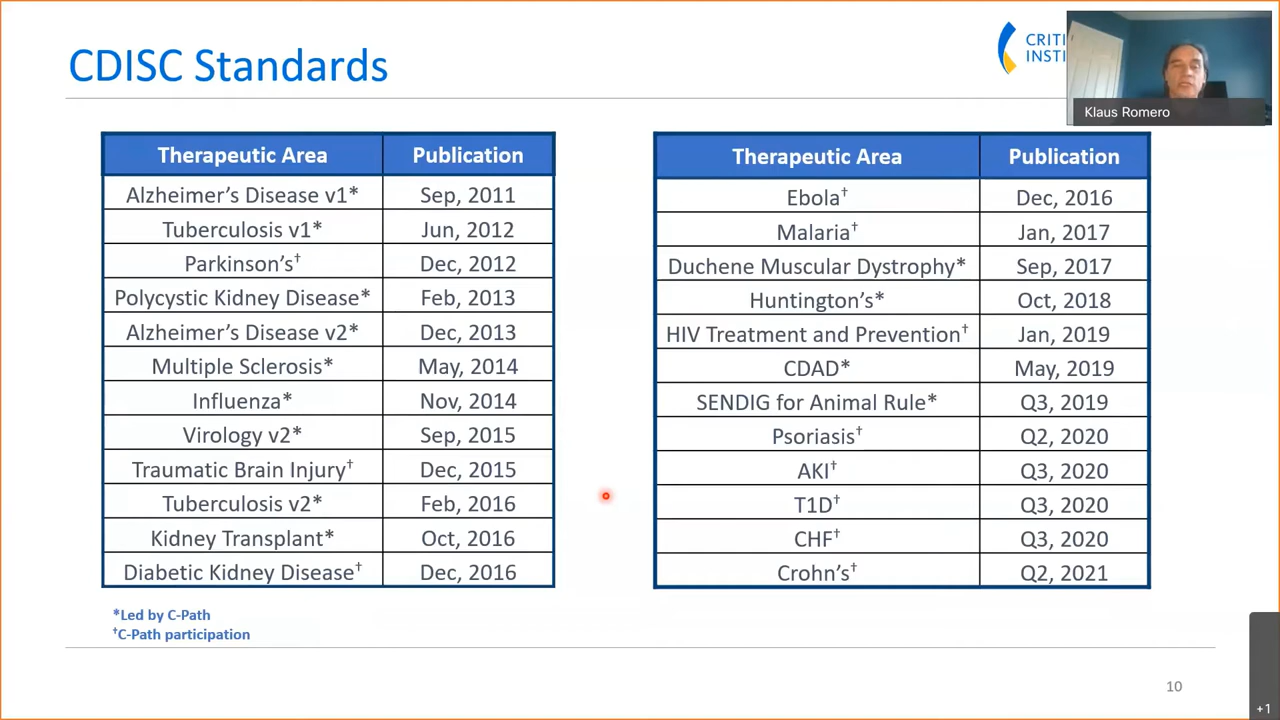 CDISC Standards
CRITI
INSTI
Klaus Romero
Therapeutic Area Publication
Alzheimer’s Disease v1* Sep, 2011
Tuberculosis v1* Jun, 2012
Parkinson’s† Dec, 2012
Polycystic Kidney Disease* Feb, 2013
Alzheimer’s Disease v2* Dec, 2013
Multiple Sclerosis* May, 2014
Influenza* Nov, 2014
Virology v2* Sep, 2015
Traumatic Brain Injury† Dec, 2015
Tuberculosis v2* Feb, 2016
Kidney Transplant* Oct, 2016
Diabetic Kidney Disease† Dec, 2016
Therapeutic Area Publication
Ebola† Dec, 2016
Malaria† Jan, 2017
Duchene Muscular Dystrophy* Sep, 2017
Huntington’s* Oct, 2018
HIV Treatment and Prevention† Jan, 2019
CDAD* May, 2019
SENDIG for Animal Rule* Q3, 2019
Psoriasis† Q2, 2020
AKI† Q3, 2020
T1D† Q3, 2020
CHF† Q3, 2020
Crohn’s† Q2, 2021
*Led by C-Path
†C-Path participation
10
+1